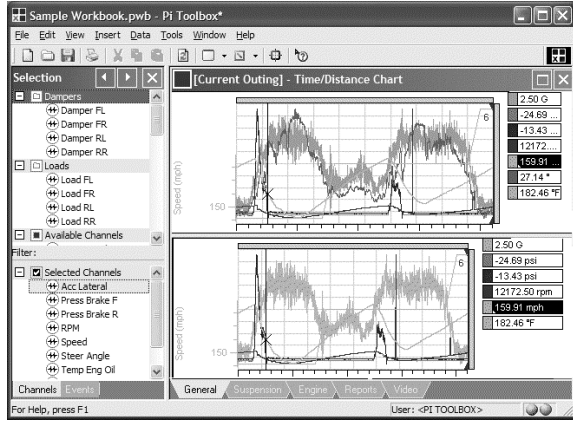 Sample Workbook.pwb - Pi Toolbox*
File Edit View Insert Data Tools Window Help
Selection
Dampers
Damper FL
Damper FR
Damper RL
Damper RR
Loads
Load FL
Load FR
Load RL
Load RR
Available Channels
Filter:
Selected Channels
Acc Lateral
Press Brake F
Press Brake R
RPM
Speed
Steer Angle
Temp Eng Oil
Channels Events
[Current Outing] - Time/Distance Chart
6
Speed (mph)
150
2.50 G
-24.69 ...
-13.43 ...
12172....
159.91 ...
27.14 °
182.46 °F
6
Speed (mph)
150
2.50 G
-24.69 psi
-13.43 psi
12172.50 rpm
159.91 mph
182.46 °F
General Suspension Engine Reports Video
For Help, press F1
User: <PI TOOLBOX>